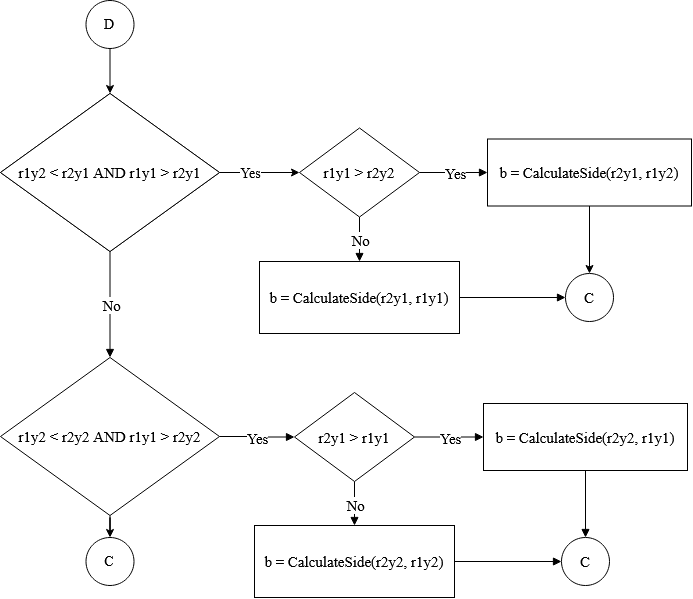 D
r1y2 < r2y1 AND r1y1 > r2y1
Yes
r1y1 > r2y2
Yes
b = CalculateSide(r2y1, r1y2)
No
b = CalculateSide(r2y1, r1y1)
C
No
r1y2 < r2y2 AND r1y1 > r2y2
Yes
r2y1 > r1y1
Yes
b = CalculateSide(r2y2, r1y1)
No
b = CalculateSide(r2y2, r1y2)
C
C